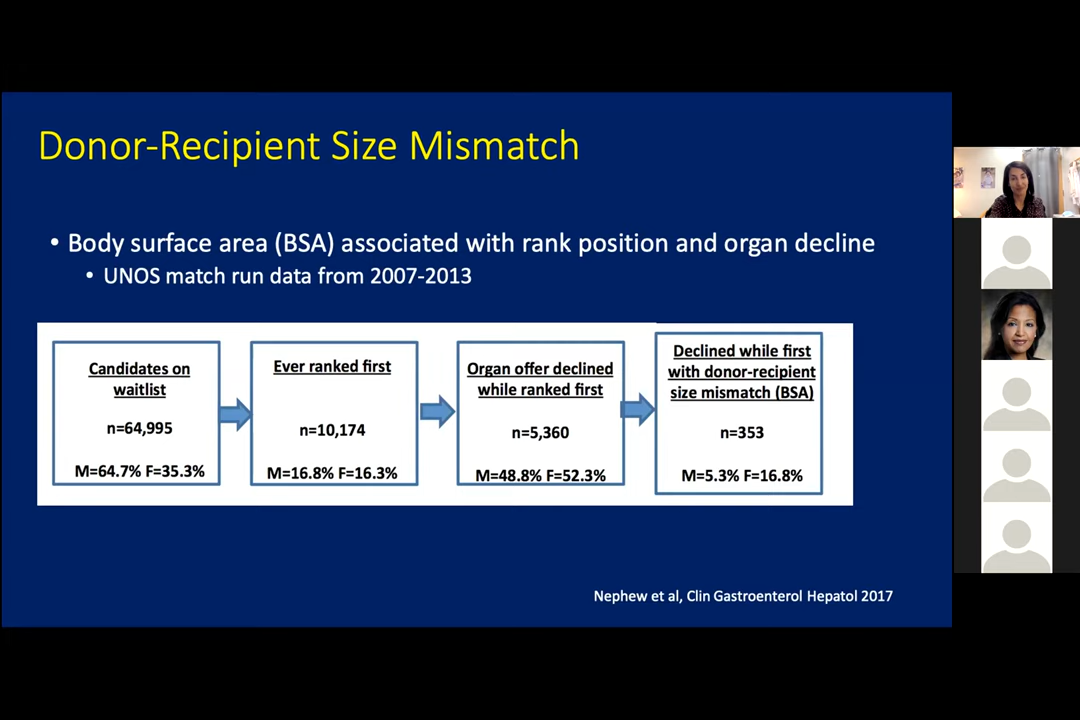 Donor-Recipient Size Mismatch
• Body surface area (BSA) associated with rank position and organ decline
• UNOS match run data from 2007-2013
Candidates on
waitlist
n=64,995
M=64.7% F=35.3%
Ever ranked first
n=10,174
M=16.8% F=16.3%
Organ offer declined
while ranked first
n=5,360
M=48.8% F=52.3%
Declined while first
with donor-recipient
size mismatch (BSA)
n=353
M=5.3% F=16.8%
Nephew et al, Clin Gastroenterol Hepatol 2017